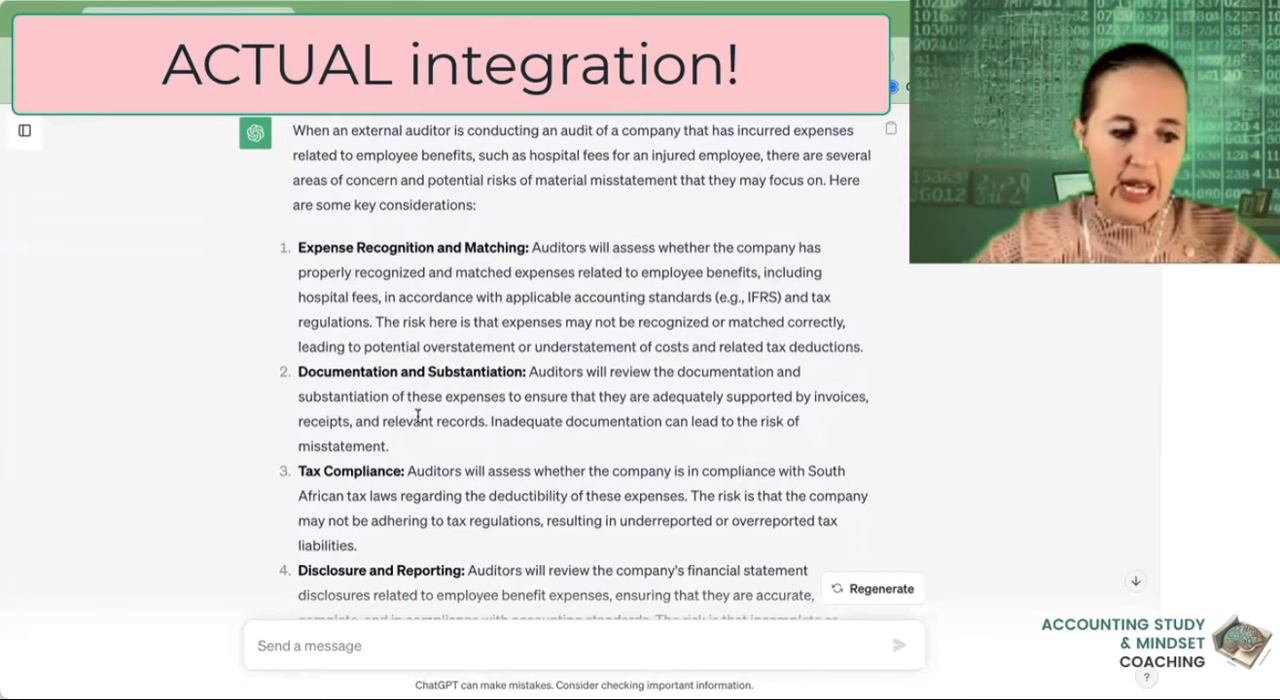 ACTUAL integration!
When an external auditor is conducting an audit of a company that has incurred expenses
related to employee benefits, such as hospital fees for an injured employee, there are several
areas of concern and potential risks of material misstatement that they may focus on. Here
are some key considerations:
1. Expense Recognition and Matching: Auditors will assess whether the company has
properly recognized and matched expenses related to employee benefits, including
hospital fees, in accordance with applicable accounting standards (e.g., IFRS) and tax
regulations. The risk here is that expenses may not be recognized or matched correctly,
leading to potential overstatement or understatement of costs and related tax deductions.
2. Documentation and Substantiation: Auditors will review the documentation and
substantiation of these expenses to ensure that they are adequately supported by invoices,
receipts, and relevant records. Inadequate documentation can lead to the risk of
misstatement.
3. Tax Compliance: Auditors will assess whether the company is in compliance with South
African tax laws regarding the deductibility of these expenses. The risk is that the company
may not be adhering to tax regulations, resulting in underreported or overreported tax
liabilities.
4. Disclosure and Reporting: Auditors will review the company's financial statement
disclosures related to employee benefit expenses, ensuring that they are accurate,
Regenerate
Send a message
ChatGPT can make mistakes. Consider checking important information.
ACCOUNTING STUDY
& MINDSET
COACHING
?